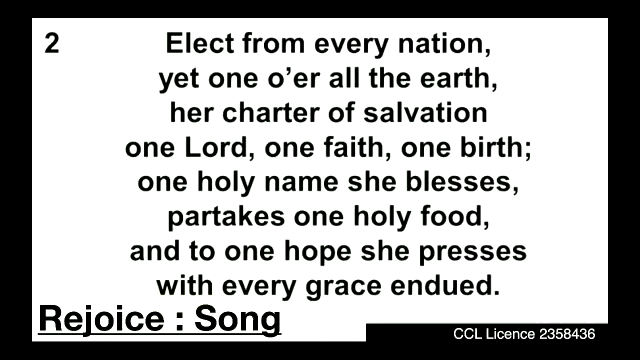 2 Elect from every nation,
yet one o’er all the earth,
her charter of salvation
one Lord, one faith, one birth;
one holy name she blesses,
partakes one holy food,
and to one hope she presses
with every grace endued.
Rejoice : Song
CCL Licence 2358436